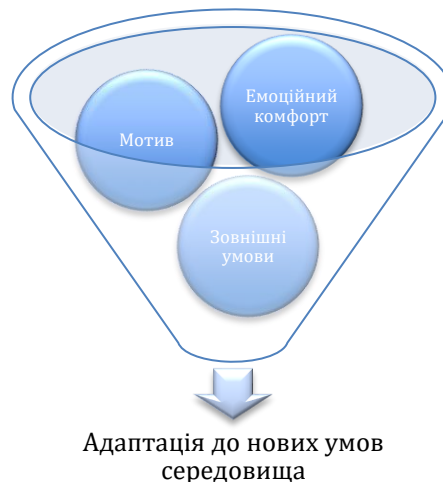 Емоційний
комфорт
Мотив
Зовнішні
умови
Адаптація до нових умов
середовища